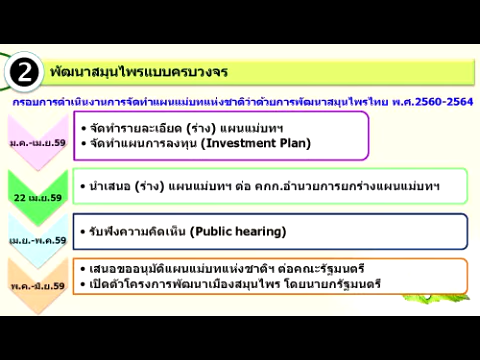 2 พัฒนาสมุนไพรแบบครบวงจร
กรอบการดำเนินงานการจัดทำแผนแม่บทแห่งชาติว่าด้วยการพัฒนาสมุนไพรไทย พ.ศ.2560-2564
ม.ค.-เม.ย.59
• จัดทำรายละเอียด (ร่าง) แผนแม่บทฯ
• จัดทำแผนการลงทุน (Investment Plan)
22 เม.ย.59
• นำเสนอ (ร่าง) แผนแม่บทฯ ต่อ คกก.อำนวยการยกร่างแผนแม่บทฯ
เม.ย.-พ.ค.59
• รับฟังความคิดเห็น (Public hearing)
พ.ค.-มิ.ย.59
• เสนอขออนุมัติแผนแม่บทแห่งชาติฯ ต่อคณะรัฐมนตรี
• เปิดตัวโครงการพัฒนาเมืองสมุนไพร โดยนายกรัฐมนตรี